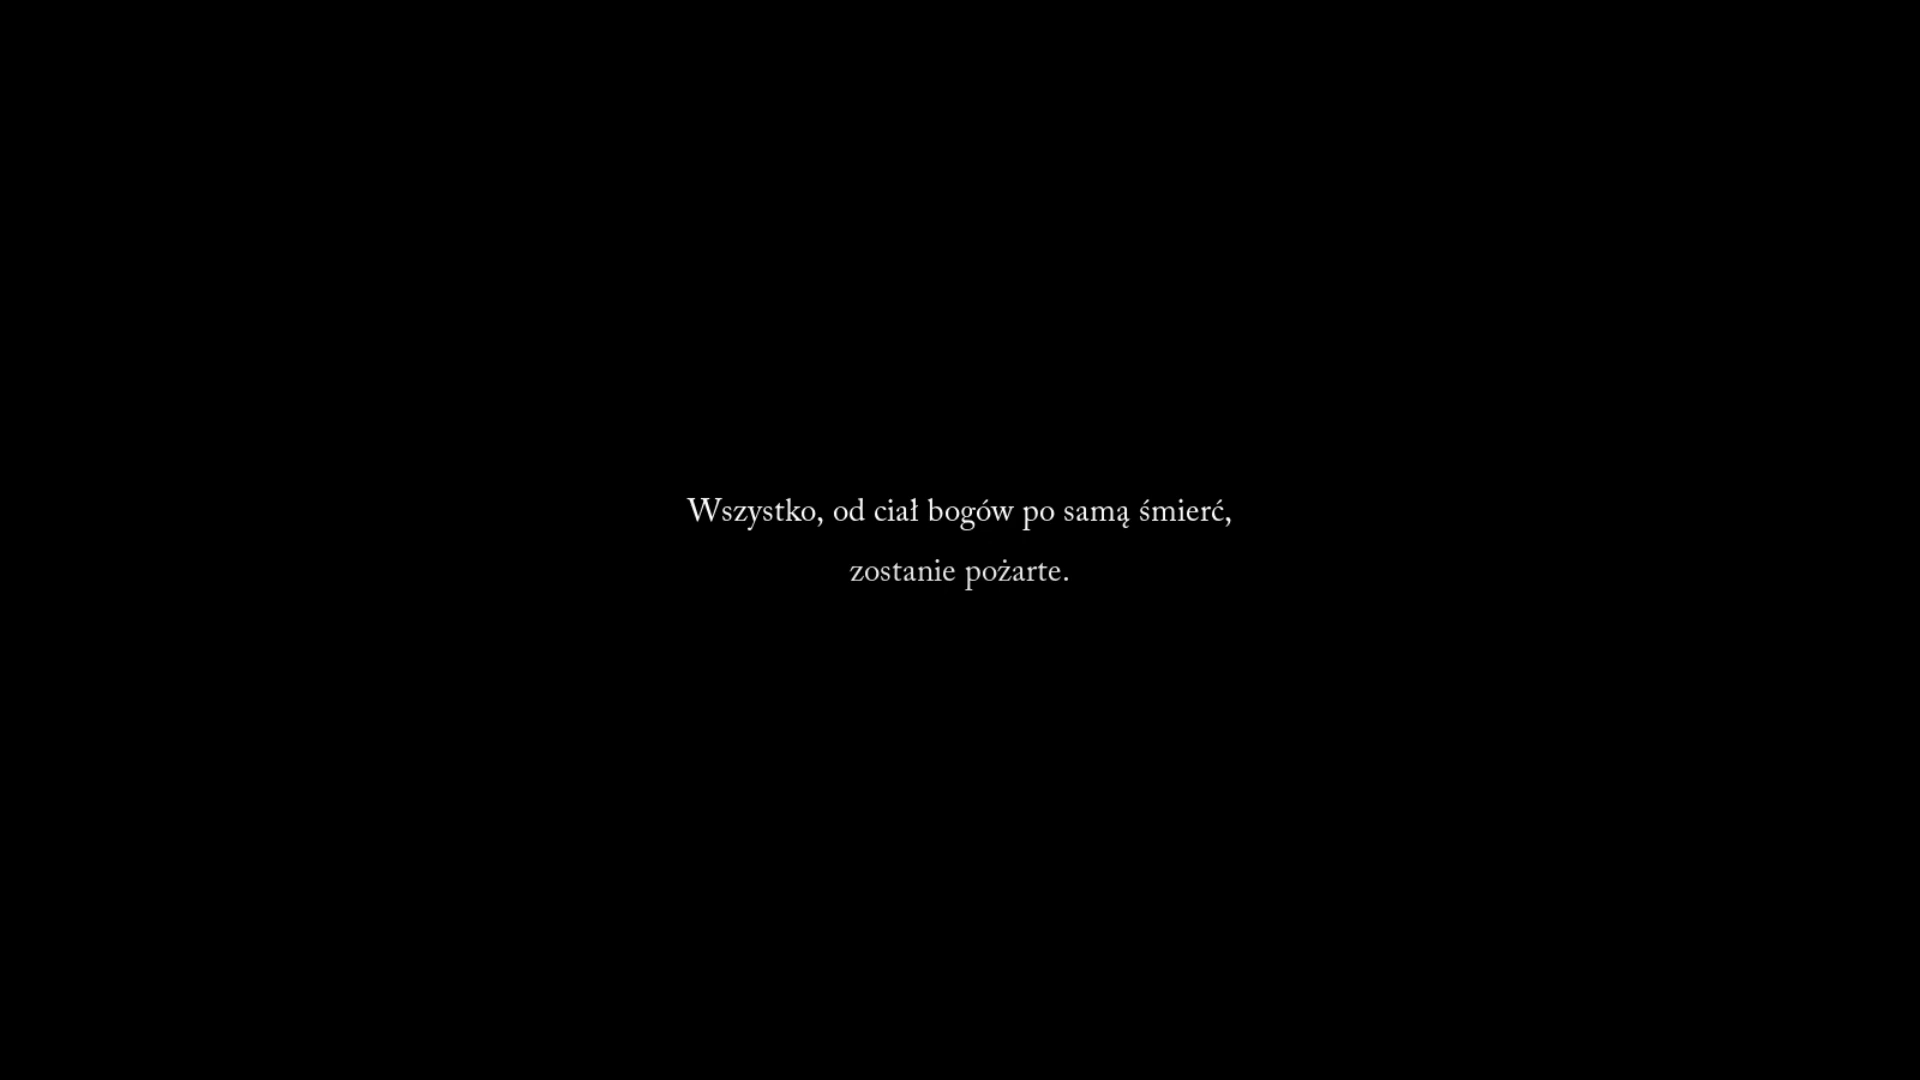 Wszystko, od ciał bogów po samą śmierć,
zostanie pożarte.